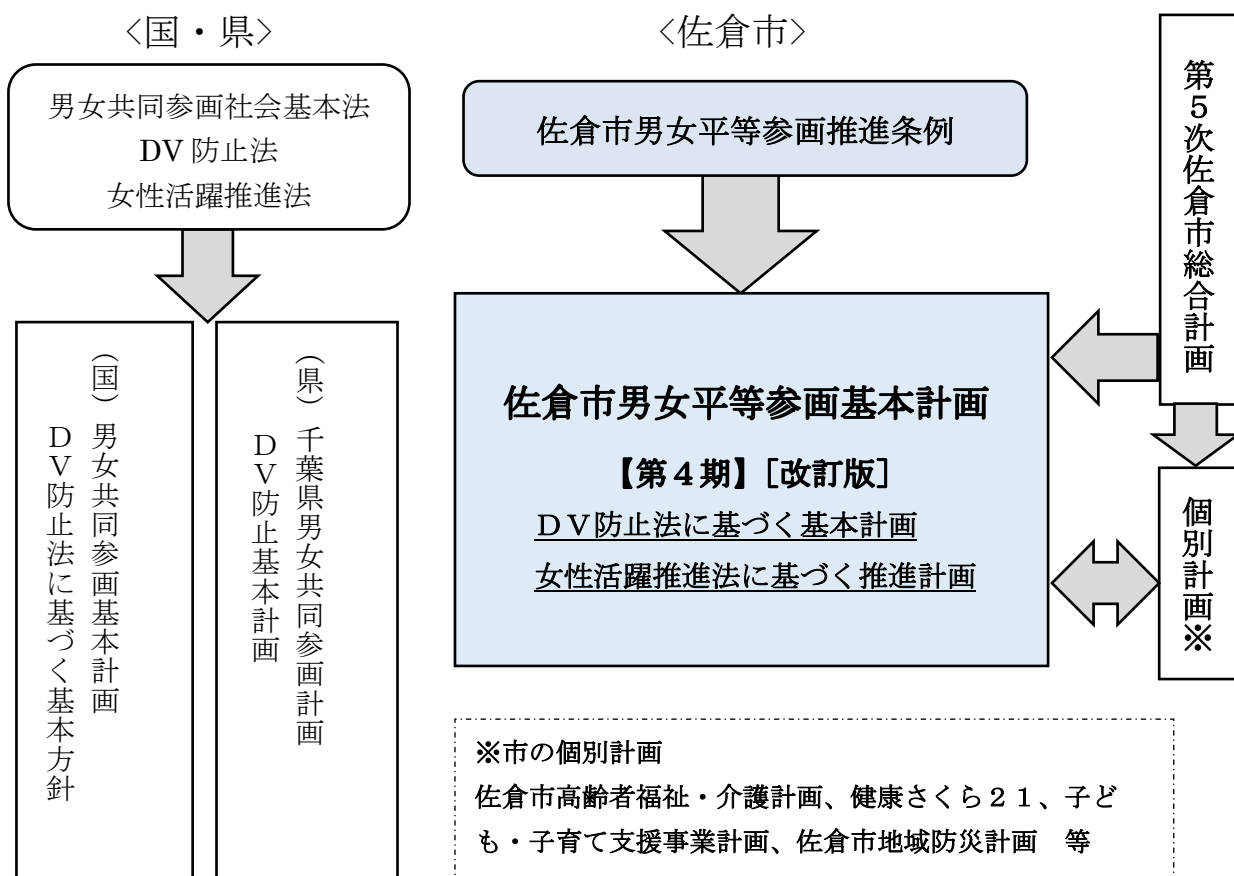 <国・県>
男女共同参画社会基本法
DV 防止法
女性活躍推進法
(国) 男女共同参画基本計画
DV防止法に基づく基本方針
(県) 千葉県男女共同参画計画
DV防止基本計画
<佐倉市>
佐倉市男女平等参画推進条例
佐倉市男女平等参画基本計画
【第4期】[改訂版]
DV防止法に基づく基本計画
女性活躍推進法に基づく推進計画
第5次佐倉市総合計画
個別計画※
※市の個別計画
佐倉市高齢者福祉・介護計画、健康さくら21、子ど
も・子育て支援事業計画、佐倉市地域防災計画　等